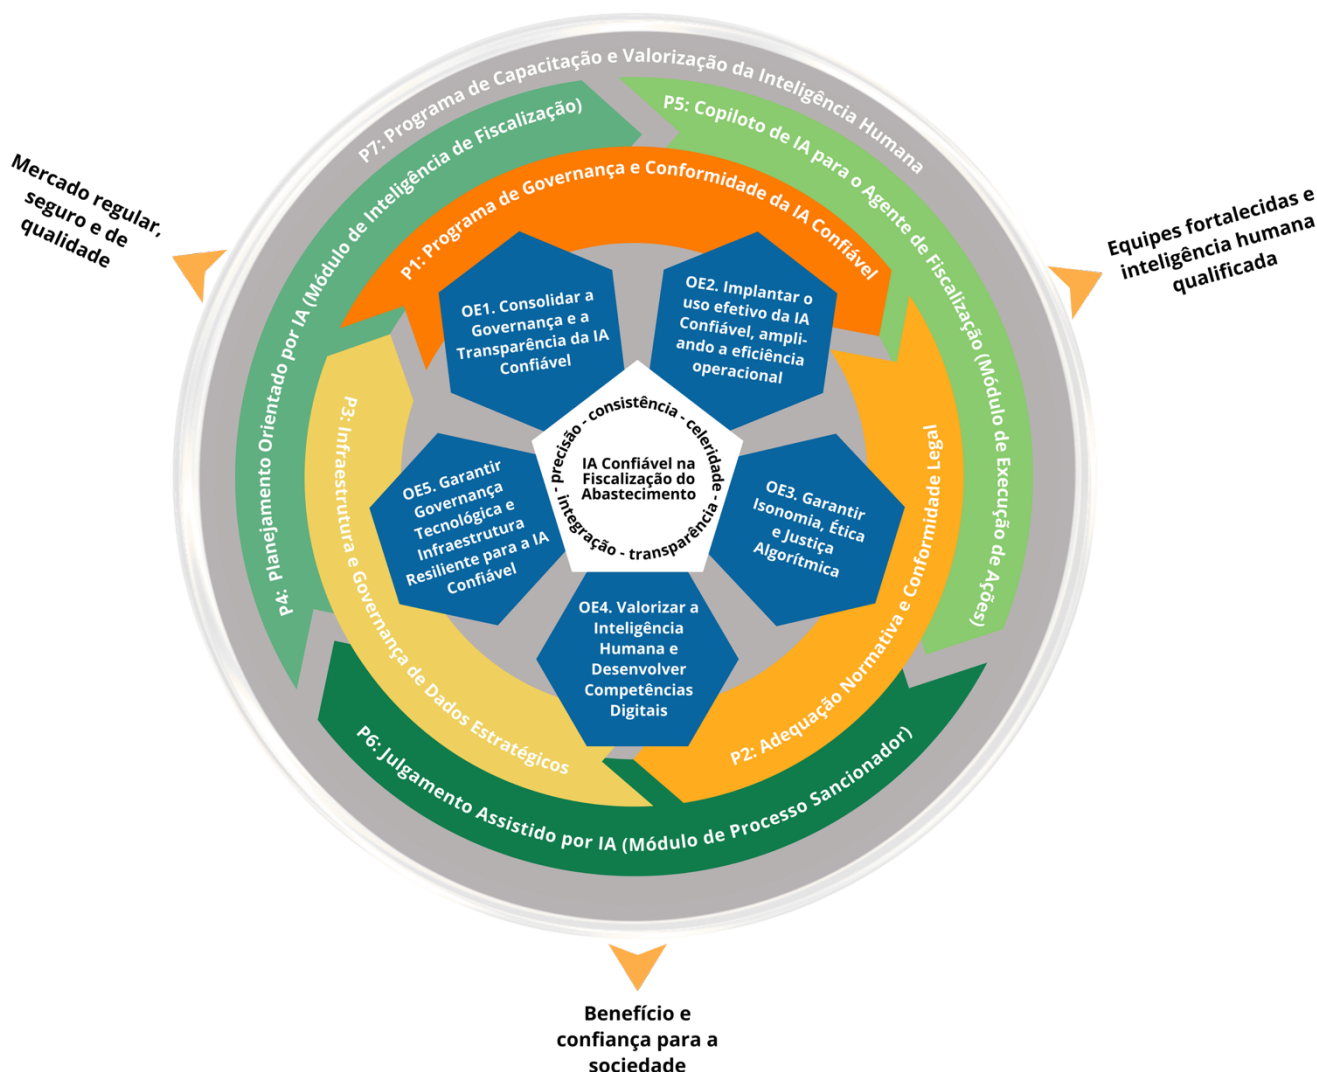 P7: Programa de Capacitação e Valorização da Inteligência Humana
P4: Planejamento Orientado por IA (Módulo de Inteligência de Fiscalização)
P5: Copiloto de IA para o Agente de Fiscalização (Módulo de Execução de Ações)
P1: Programa de Governança e Conformidade da IA Confiável
Mercado regular,
seguro e de
qualidade
Equipes fortalecidas e
inteligência humana
qualificada
OE1. Consolidar a
Governança e a
Transparência da IA
Confiável
OE2. Implantar o
uso efetivo da IA
Confiável, ampli-
ando a eficiência
operacional
P3: Infraestrutura e Governança de Dados Estratégicos
P2: Adequação Normativa e Conformidade Legal
- precisão - consistência - celeridade -
integração - transparência
IA Confiável na
Fiscalização do
Abastecimento
OE5. Garantir
Governança
Tecnológica e
Infraestrutura
Resiliente para a IA
Confiável
OE3. Garantir
Isonomia, Ética
e Justiça
Algorítmica
OE4. Valorizar a
Inteligência
Humana e
Desenvolver
Competências
Digitais
P6: Julgamento Assistido por IA (Módulo de Processo Sancionador)
Benefício e
confiança para a
sociedade